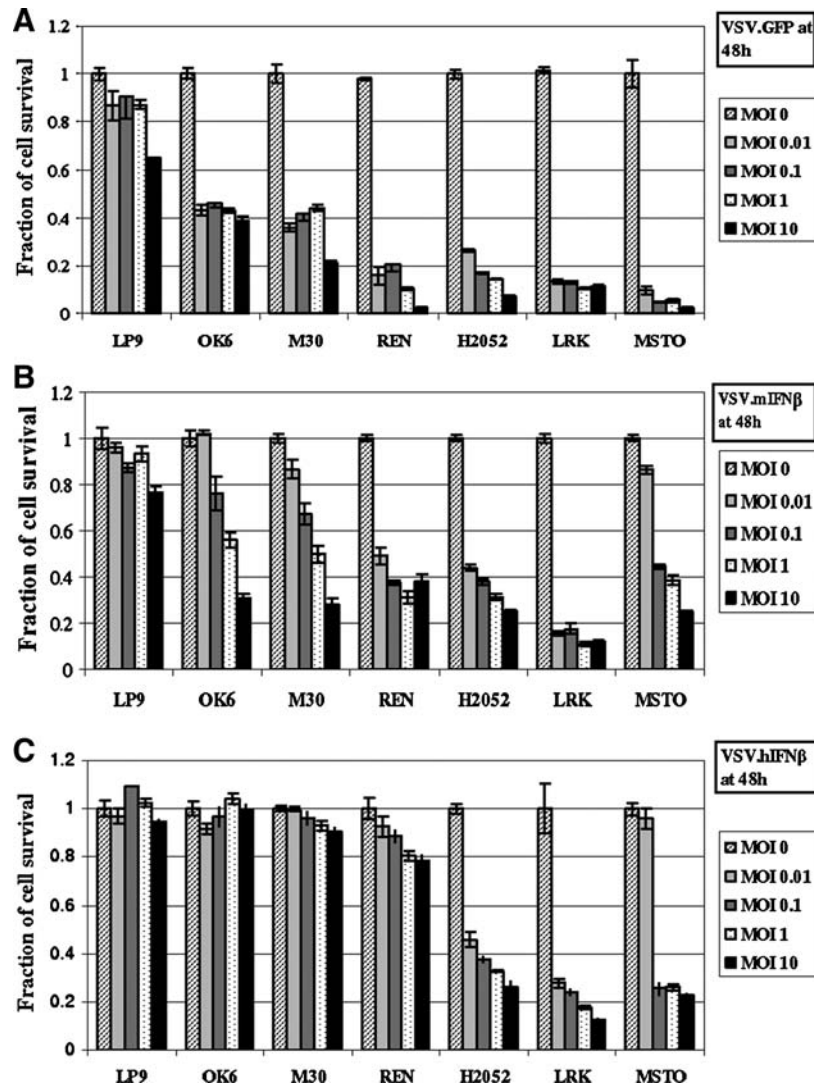 A
VSV.GFP at
48h
1.2
1
0.8
0.6
0.4
0.2
0
Fraction of cell survival
LP9 OK6 M30 REN H2052 LRK MSTO
MOI 0
MOI 0.01
MOI 0.1
MOI 1
MOI 10
B
VSV.mIFNβ
at 48h
1.2
1
0.8
0.6
0.4
0.2
0
Fraction of cell survival
LP9 OK6 M30 REN H2052 LRK MSTO
MOI 0
MOI 0.01
MOI 0.1
MOI 1
MOI 10
C
VSV.hIFNβ
at 48h
1.2
1
0.8
0.6
0.4
0.2
0
Fraction of cell survival
LP9 OK6 M30 REN H2052 LRK MSTO
MOI 0
MOI 0.01
MOI 0.1
MOI 1
MOI 10